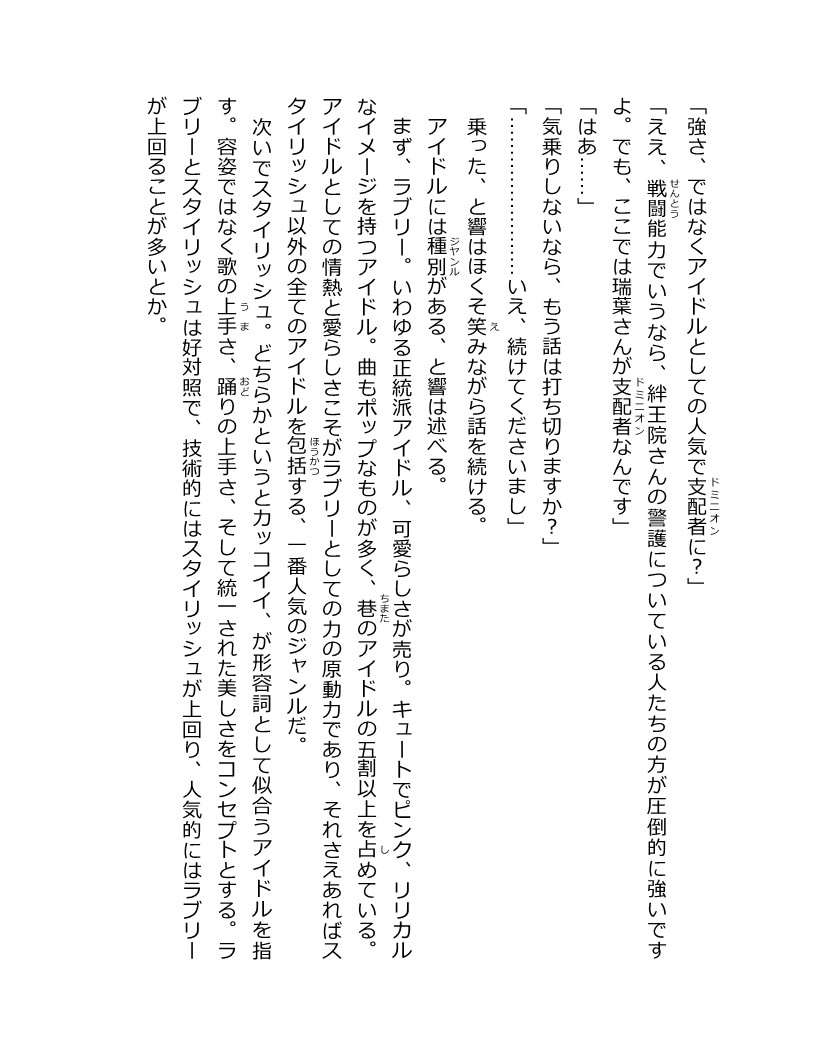 「強さ、ではなくアイドルとしての人気で支配者に？」
「ええ、戦闘能力でいうなら、絆王院さんの警護についている人たちの方が圧倒的に強いです
よ。でも、ここでは瑞葉さんが支配者なんです」
「はあ……」
「気乗りしないなら、もう話は打ち切りますか？」
「……………………いえ、続けてくださいまし」
乗った、と響はほくそ笑みながら話を続ける。
アイドルには種別がある、と響は述べる。
まず、ラブリー。いわゆる正統派アイドル、可愛らしさが売り。キュートでピンク、リリカル
なイメージを持つアイドル。曲もポップなものが多く、巷のアイドルの五割以上を占めている。
アイドルとしての情熱と愛らしさこそがラブリーとしての力の原動力であり、それさえあればス
タイリッシュ以外の全てのアイドルを包括する、一番人気のジャンルだ。
次いでスタイリッシュ。どちらかというとカッコイイ、が形容詞として似合うアイドルを指
す。容姿ではなく歌の上手さ、踊りの上手さ、そして統一された美しさをコンセプトとする。ラ
ブリーとスタイリッシュは好対照で、技術的にはスタイリッシュが上回り、人気的にはラブリー
が上回ることが多いとか。